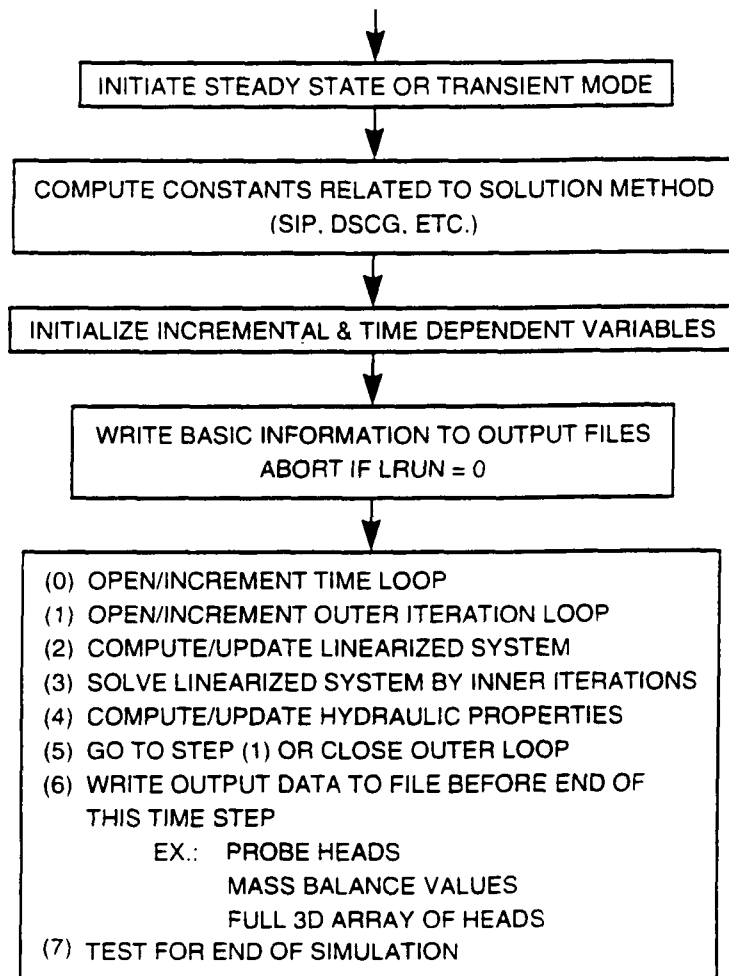 INITIATE STEADY STATE OR TRANSIENT MODE
COMPUTE CONSTANTS RELATED TO SOLUTION METHOD
(SIP, DSCG, ETC.)
INITIALIZE INCREMENTAL & TIME DEPENDENT VARIABLES
WRITE BASIC INFORMATION TO OUTPUT FILES
ABORT IF LRUN = 0
(0) OPEN/INCREMENT TIME LOOP
(1) OPEN/INCREMENT OUTER ITERATION LOOP
(2) COMPUTE/UPDATE LINEARIZED SYSTEM
(3) SOLVE LINEARIZED SYSTEM BY INNER ITERATIONS
(4) COMPUTE/UPDATE HYDRAULIC PROPERTIES
(5) GO TO STEP (1) OR CLOSE OUTER LOOP
(6) WRITE OUTPUT DATA TO FILE BEFORE END OF
THIS TIME STEP
EX.: PROBE HEADS
MASS BALANCE VALUES
FULL 3D ARRAY OF HEADS
(7) TEST FOR END OF SIMULATION